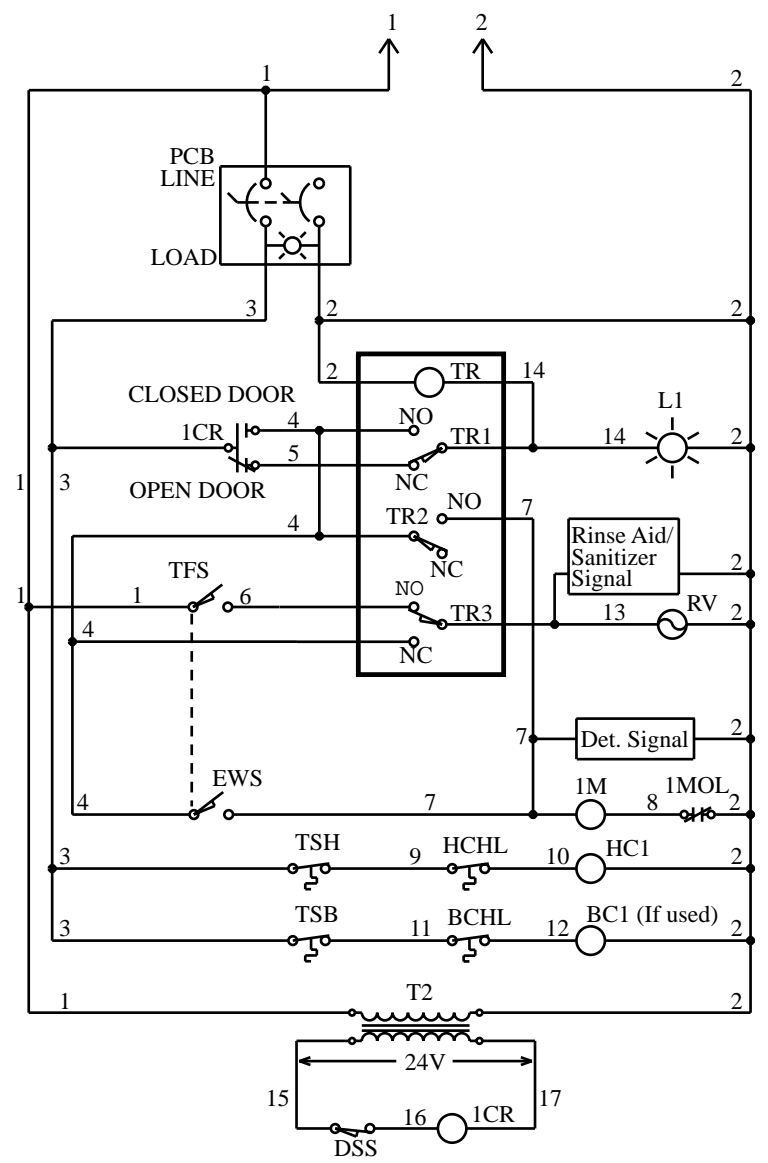 1 2
1 2
PCB
LINE
LOAD
3 2 2
2 TR 14
CLOSED DOOR
NO
L1
4
1CR TR1 14 2
5
NC
1 3 OPEN DOOR
NO 7
TR2
4
NC
Rinse Aid/
Sanitizer
Signal
2
TFS
NO
1 1 6
TR3 13 RV 2
4
NC
7 Det. Signal 2
EWS
1M 1MOL
4 7 8 2
TSH HCHL HC1
3 9 10 2
TSB BCHL BC1 (If used)
3 11 12 2
T2
1 2
24V
15 17
16 1CR
DSS